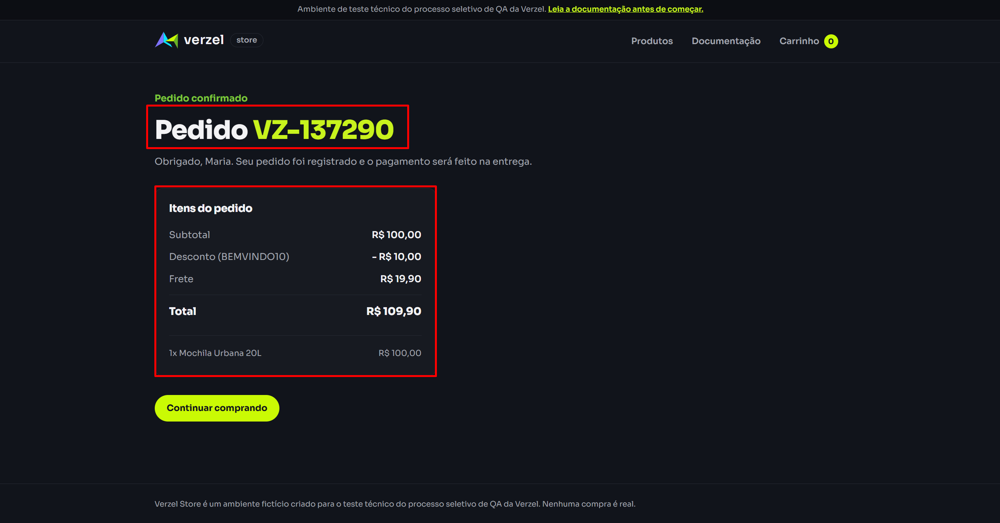 Ambiente de teste técnico do processo seletivo de QA da Verzel. Leia a documentação antes de começar.
verzel store Produtos Documentação Carrinho 0
Pedido confirmado
Pedido VZ-137290
Obrigado, Maria. Seu pedido foi registrado e o pagamento será feito na entrega.
Itens do pedido
Subtotal R$ 100,00
Desconto (BEMVINDO10) - R$ 10,00
Frete R$ 19,90
Total R$ 109,90
1x Mochila Urbana 20L R$ 100,00
Continuar comprando
Verzel Store é um ambiente fictício criado para o teste técnico do processo seletivo de QA da Verzel. Nenhuma compra é real.